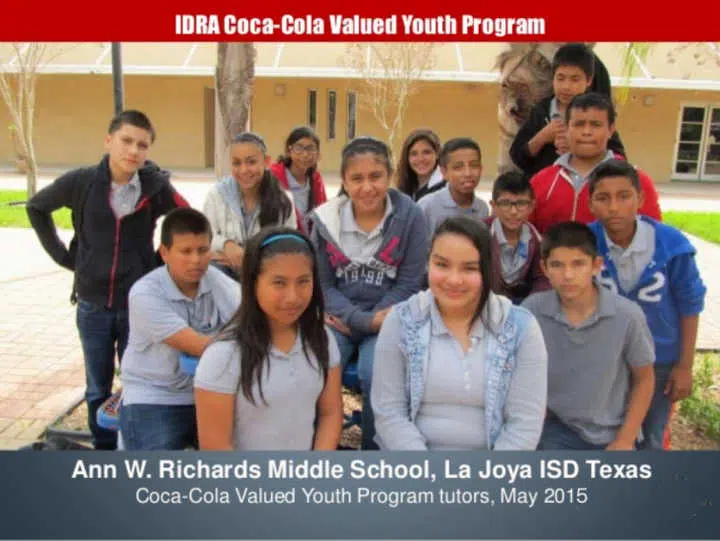 IDRA Coca-Cola Valued Youth Program
1998
Ann W. Richards Middle School, La Joya ISD Texas
Coca-Cola Valued Youth Program tutors, May 2015